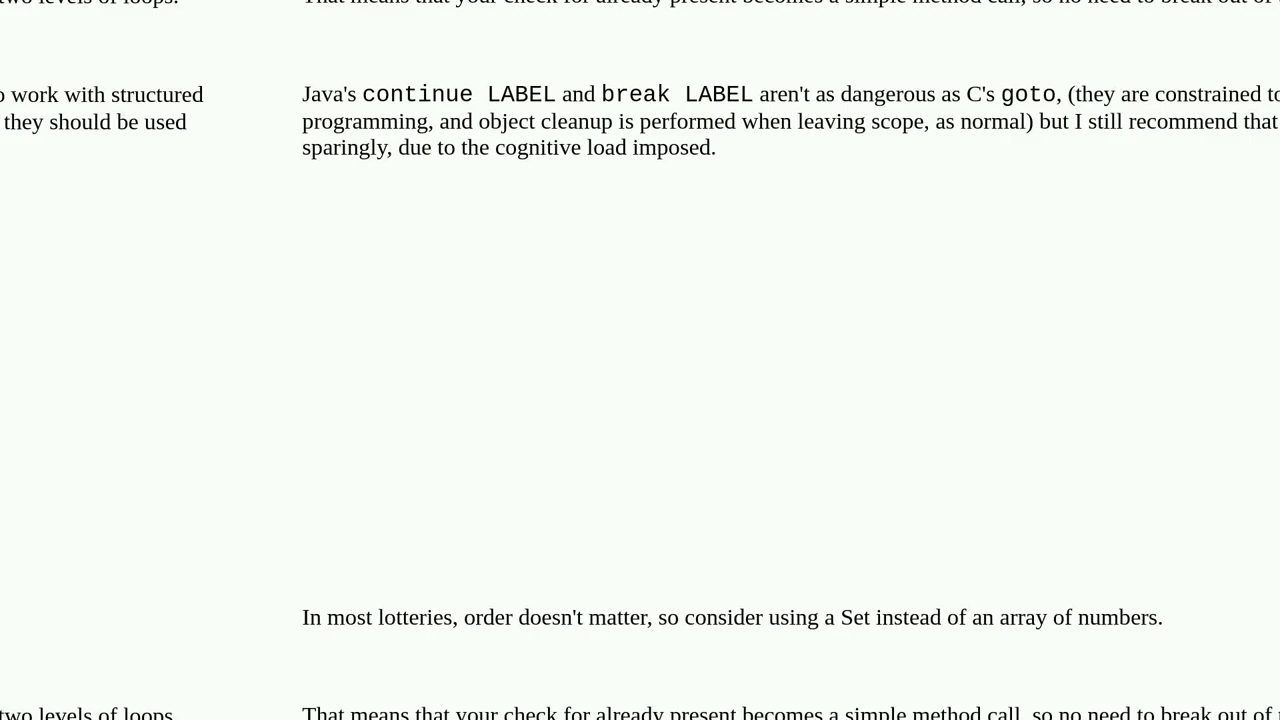 two levels of loops.
That means that your check for already present becomes a simple method call, so no need to break out of
work with structured
they should be used
Java's continue LABEL and break LABEL aren't as dangerous as C's goto, (they are constrained to
programming, and object cleanup is performed when leaving scope, as normal) but I still recommend that
sparingly, due to the cognitive load imposed.
In most lotteries, order doesn't matter, so consider using a Set instead of an array of numbers.
two levels of loops.
That means that your check for already present becomes a simple method call, so no need to break out of